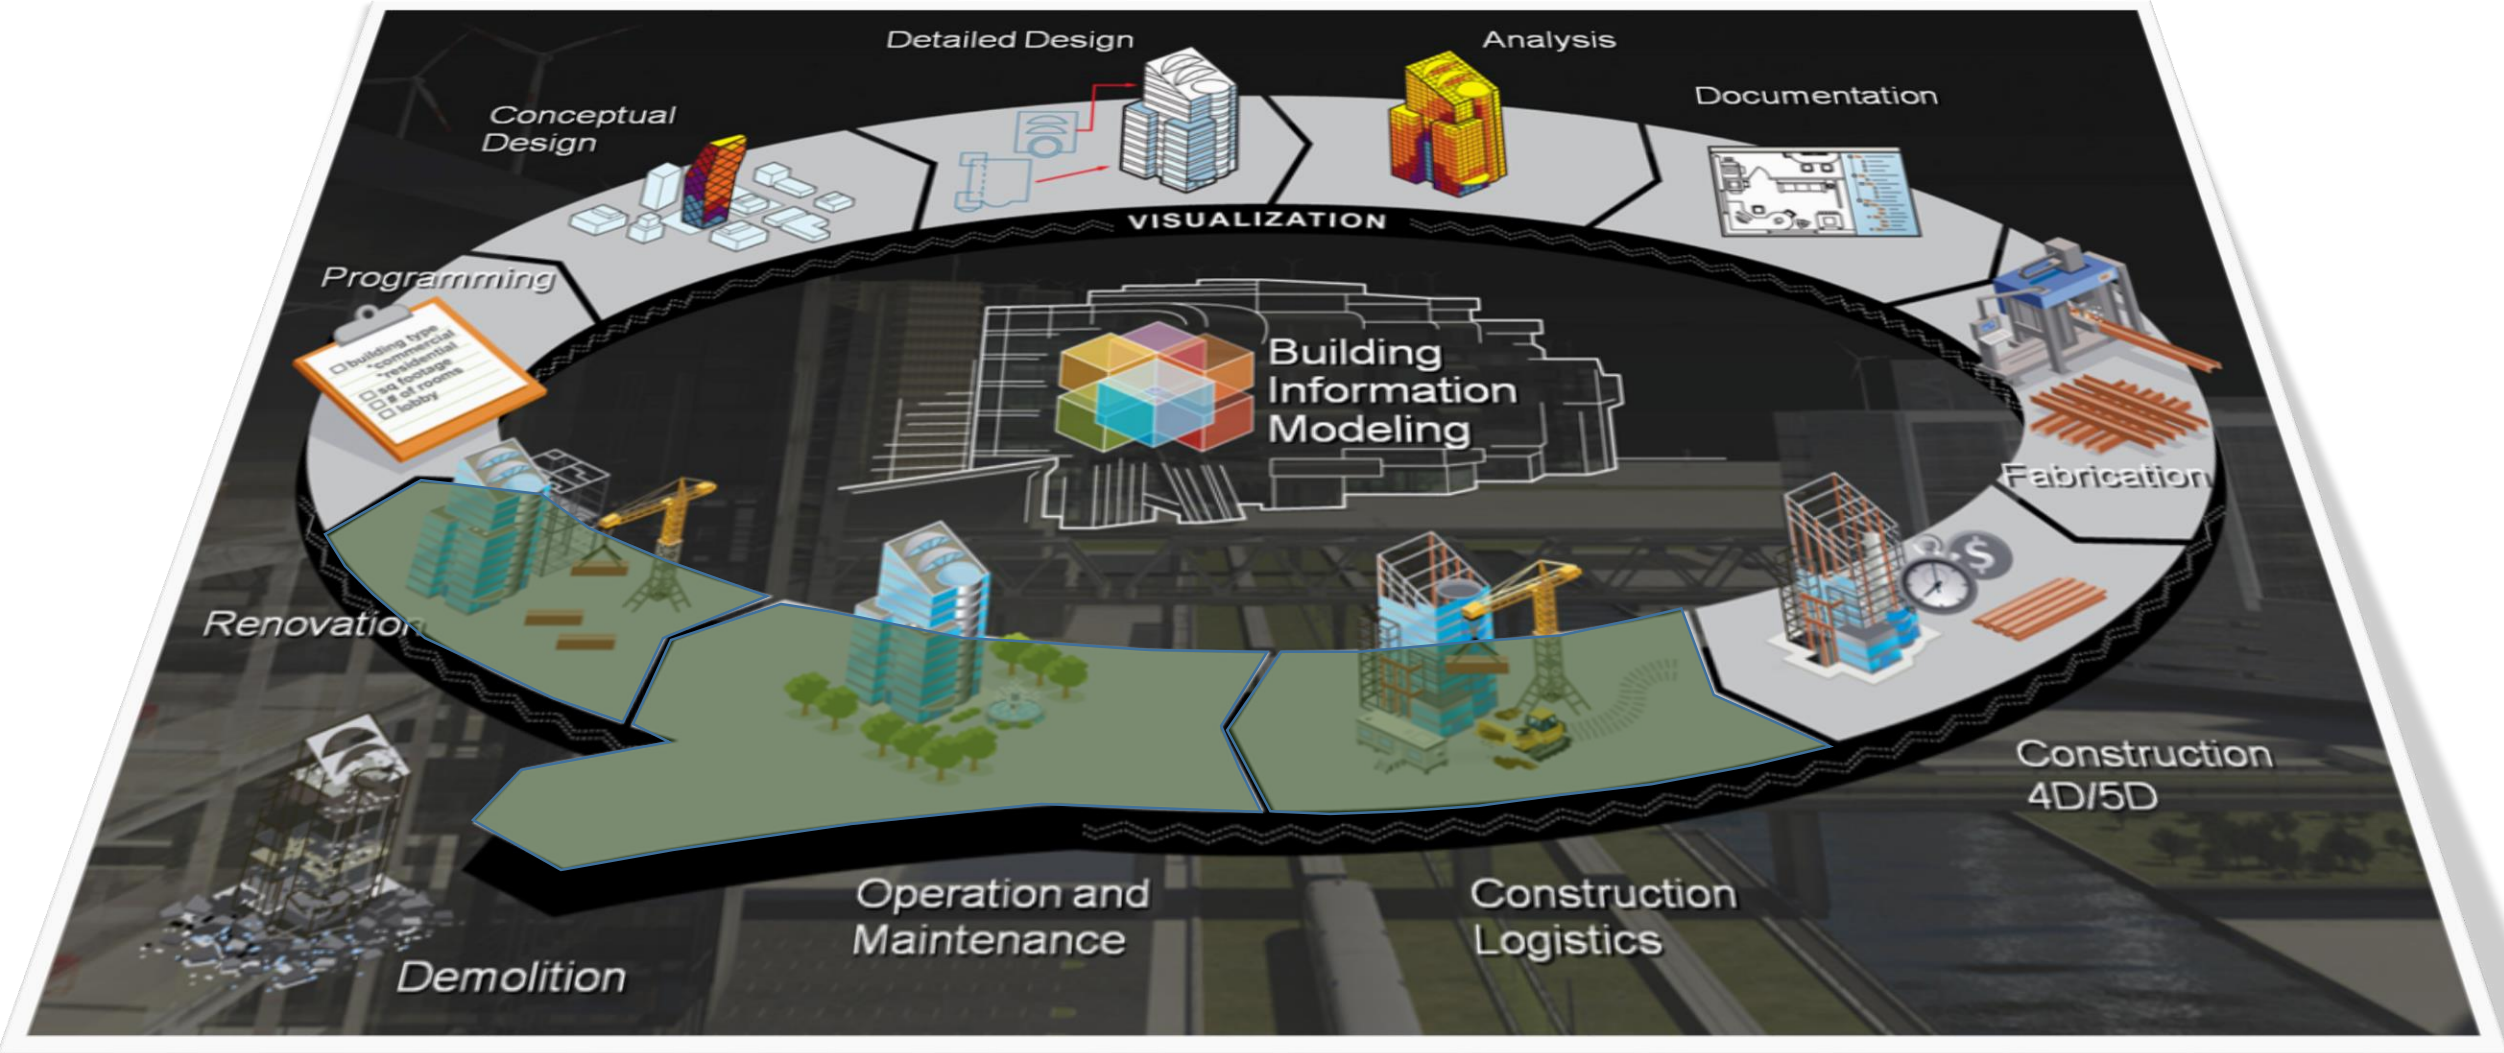 Detailed Design
Analysis
Conceptual
Design
Documentation
VISUALIZATION
Programming
building type
"commercial
"residential
sq footage
# of rooms
lobby
Building
Information
Modeling
Fabrication
$
Renovation
Construction
4D/5D
Operation and
Maintenance
Construction
Logistics
Demolition